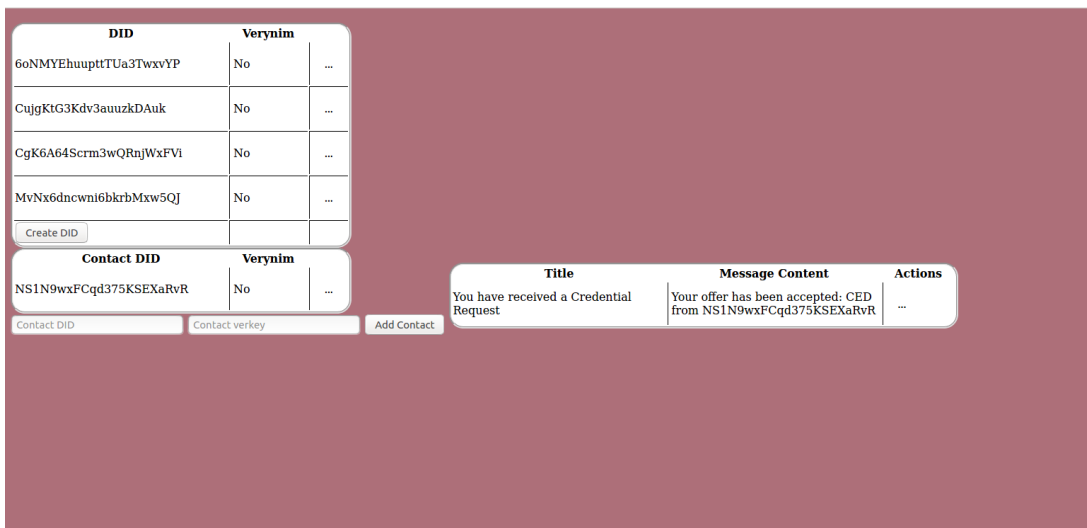 DID Verynim
6oNMYEhuupttTUa3TwxvYP No ...
CujgKtG3Kdv3auuzkDAuk No ...
CgK6A64Scrm3wQRnjWxFVi No ...
MvNx6dncwni6bkrbMxw5QJ No ...
Create DID
Contact DID Verynim
NS1N9wxFCqd375KSEXaRvR No ...
Contact DID Contact verkey Add Contact
Title Message Content Actions
You have received a Credential
Request
Your offer has been accepted: CED
from NS1N9wxFCqd375KSEXaRvR
...